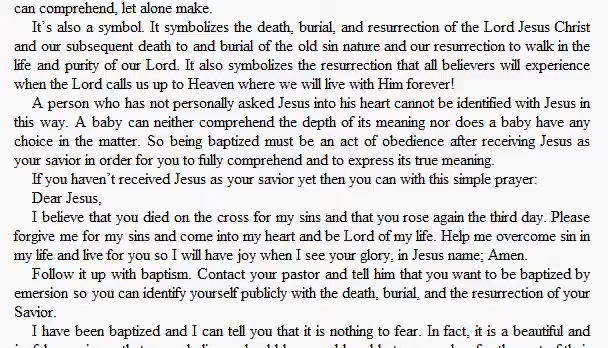 can comprehend, let alone make.
It's also a symbol. It symbolizes the death, burial, and resurrection of the Lord Jesus Christ
and our subsequent death to and burial of the old sin nature and our resurrection to walk in the
life and purity of our Lord. It also symbolizes the resurrection that all believers will experience
when the Lord calls us up to Heaven where we will live with Him forever!
A person who has not personally asked Jesus into his heart cannot be identified with Jesus in
this way. A baby can neither comprehend the depth of its meaning nor does a baby have any
choice in the matter. So being baptized must be an act of obedience after receiving Jesus as
your savior in order for you to fully comprehend and to express its true meaning.
If you haven't received Jesus as your savior yet then you can with this simple prayer:
Dear Jesus,
I believe that you died on the cross for my sins and that you rose again the third day. Please
forgive me for my sins and come into my heart and be Lord of my life. Help me overcome sin in
my life and live for you so I will have joy when I see your glory, in Jesus name; Amen.
Follow it up with baptism. Contact your pastor and tell him that you want to be baptized by
emersion so you can identify yourself publicly with the death, burial, and the resurrection of your
Savior.
I have been baptized and I can tell you that it is nothing to fear. In fact, it is a beautiful and